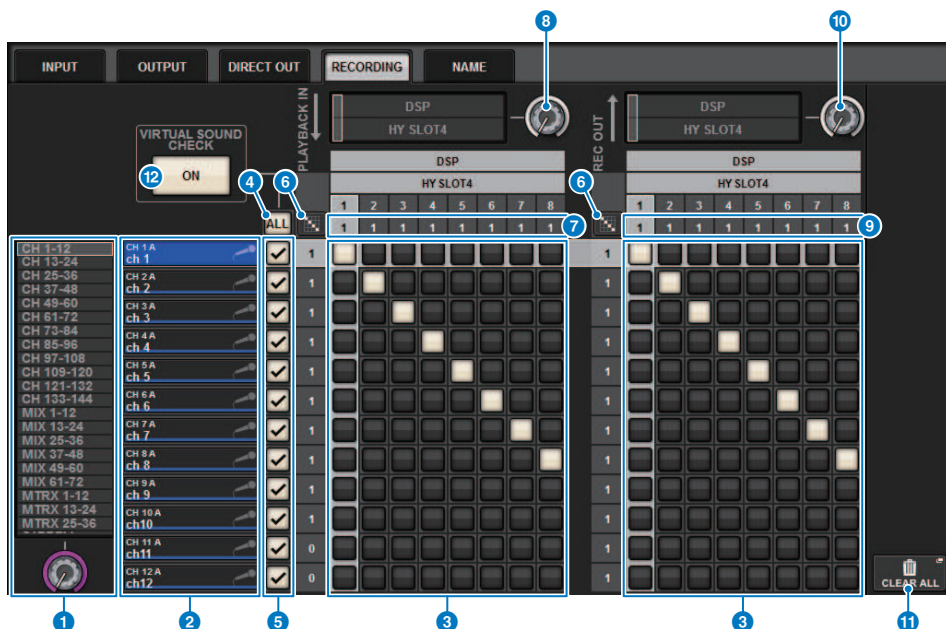 8
10
INPUT
OUTPUT
DIRECT OUT
RECORDING
NAME
PLAYBACK IN
DSP
HY SLOT4
REC OUT
DSP
HY SLOT4
VIRTUAL SOUND
CHECK
12
ON
4
6
DSP
HY SLOT4
6
DSP
HY SLOT4
1 2 3 4 5 6 7 8
1 2 3 4 5 6 7 8
ALL
1 1 1 1 1 1 1 1
7
1 1 1 1 1 1 1 1
9
CH 1-12
CH 13-24
CH 25-36
CH 37-48
CH 49-60
CH 61-72
CH 73-84
CH 85-96
CH 97-108
CH 109-120
CH 121-132
CH 133-144
MIX 1-12
MIX 13-24
MIX 25-36
MIX 37-48
MIX 49-60
MIX 61-72
MTRX 1-12
MTRX 13-24
MTRX 25-36
CH 1 A
ch 1
1
1
CH 2 A
ch 2
1
1
CH 3 A
ch 3
1
1
CH 4 A
ch 4
1
1
CH 5 A
ch 5
1
1
CH 6 A
ch 6
1
1
CH 7 A
ch 7
1
1
CH 8 A
ch 8
1
1
CH 9 A
ch 9
1
1
CH 10 A
ch10
1
1
CH 11 A
ch11
0
1
CH 12 A
ch12
0
1
CLEAR ALL
1
2
5
3
3
11